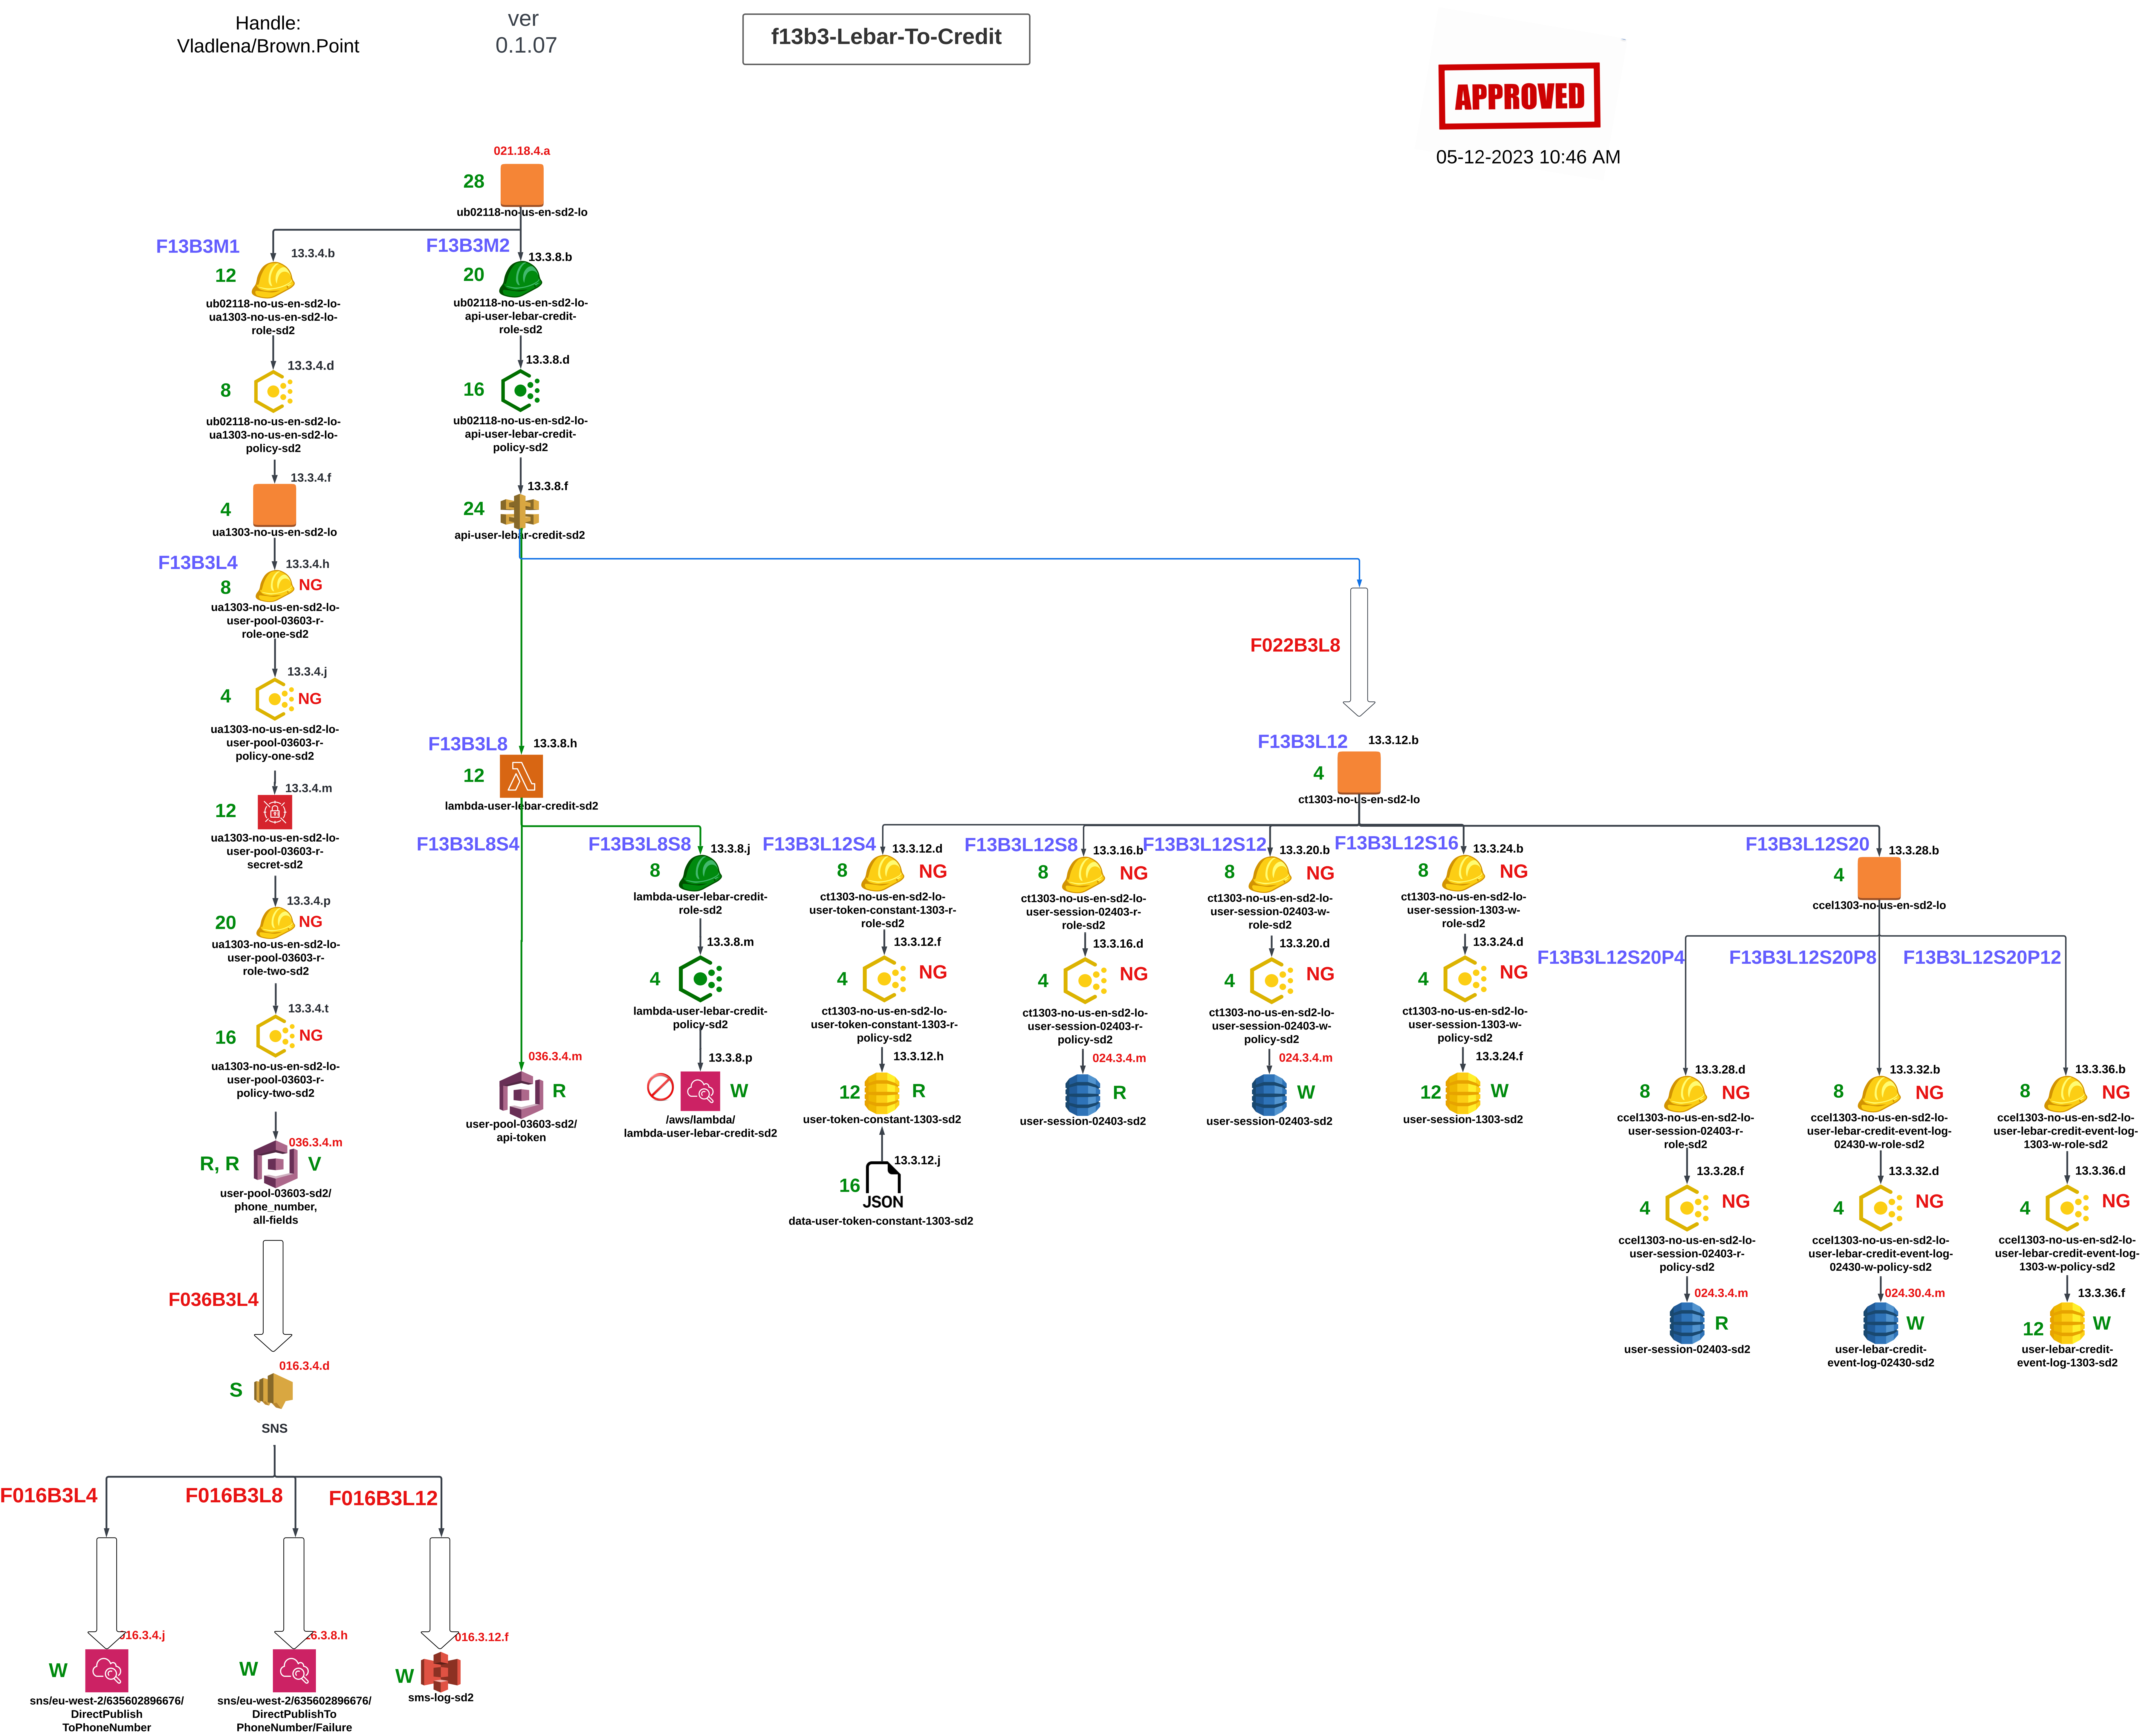 Handle:
Vladlena/Brown.Point
ver
0.1.07
f13b3-Lebar-To-Credit
APPROVED
05-12-2023 10:46 AM
021.18.4.a
28
ub02118-no-us-en-sd2-lo
F13B3M1
13.3.4.b
12
ub02118-no-us-en-sd2-lo-
ua1303-no-us-en-sd2-lo-
role-sd2
13.3.4.d
8
ub02118-no-us-en-sd2-lo-
ua1303-no-us-en-sd2-lo-
policy-sd2
13.3.4.f
4
ua1303-no-us-en-sd2-lo
F13B3L4
13.3.4.h
8
NG
ua1303-no-us-en-sd2-lo-
user-pool-03603-r-
role-one-sd2
13.3.4.j
4
NG
ua1303-no-us-en-sd2-lo-
user-pool-03603-r-
policy-one-sd2
13.3.4.m
12
ua1303-no-us-en-sd2-lo-
user-pool-03603-r-
secret-sd2
13.3.4.p
20
NG
ua1303-no-us-en-sd2-lo-
user-pool-03603-r-
role-two-sd2
13.3.4.t
16
NG
ua1303-no-us-en-sd2-lo-
user-pool-03603-r-
policy-two-sd2
036.3.4.m
R, R
V
user-pool-03603-sd2/
phone_number,
all-fields
F036B3L4
016.3.4.d
S
SNS
F016B3L4
F016B3L8
F016B3L12
016.3.4.j
W
sns/eu-west-2/635602896676/
DirectPublish
ToPhoneNumber
6.3.8.h
W
sns/eu-west-2/635602896676/
DirectPublishTo
PhoneNumber/Failure
016.3.12.f
W
sms-log-sd2
F13B3M2
13.3.8.b
20
ub02118-no-us-en-sd2-lo-
api-user-lebar-credit-
role-sd2
13.3.8.d
16
ub02118-no-us-en-sd2-lo-
api-user-lebar-credit-
policy-sd2
13.3.8.f
24
api-user-lebar-credit-sd2
F13B3L8
13.3.8.h
12
lambda-user-lebar-credit-sd2
F13B3L8S4
036.3.4.m
R
user-pool-03603-sd2/
api-token
F13B3L8S8
13.3.8.j
8
lambda-user-lebar-credit-
role-sd2
13.3.8.m
4
lambda-user-lebar-credit-
policy-sd2
13.3.8.p
W
/aws/lambda/
lambda-user-lebar-credit-sd2
F022B3L8
F13B3L12
13.3.12.b
4
ct1303-no-us-en-sd2-lo
F13B3L12S4
13.3.12.d
8
NG
ct1303-no-us-en-sd2-lo-
user-token-constant-1303-r-
role-sd2
13.3.12.f
4
NG
ct1303-no-us-en-sd2-lo-
user-token-constant-1303-r-
policy-sd2
13.3.12.h
12
R
user-token-constant-1303-sd2
13.3.12.j
16
JSON
data-user-token-constant-1303-sd2
F13B3L12S8
13.3.16.b
8
NG
ct1303-no-us-en-sd2-lo-
user-session-02403-r-
role-sd2
13.3.16.d
4
NG
ct1303-no-us-en-sd2-lo-
user-session-02403-r-
policy-sd2
024.3.4.m
R
user-session-02403-sd2
F13B3L12S12
13.3.20.b
8
NG
ct1303-no-us-en-sd2-lo-
user-session-02403-w-
role-sd2
13.3.20.d
4
NG
ct1303-no-us-en-sd2-lo-
user-session-02403-w-
policy-sd2
024.3.4.m
W
user-session-02403-sd2
F13B3L12S16
13.3.24.b
8
NG
ct1303-no-us-en-sd2-lo-
user-session-1303-w-
role-sd2
13.3.24.d
4
NG
ct1303-no-us-en-sd2-lo-
user-session-1303-w-
policy-sd2
13.3.24.f
12
W
user-session-1303-sd2
F13B3L12S20
13.3.28.b
4
ccel1303-no-us-en-sd2-lo
F13B3L12S20P4
13.3.28.d
8
NG
ccel1303-no-us-en-sd2-lo-
user-session-02403-r-
role-sd2
13.3.28.f
4
NG
ccel1303-no-us-en-sd2-lo-
user-session-02403-r-
policy-sd2
024.3.4.m
R
user-session-02403-sd2
F13B3L12S20P8
13.3.32.b
8
NG
ccel1303-no-us-en-sd2-lo-
user-lebar-credit-event-log-
02430-w-role-sd2
13.3.32.d
4
NG
ccel1303-no-us-en-sd2-lo-
user-lebar-credit-event-log-
02430-w-policy-sd2
024.30.4.m
W
user-lebar-credit-
event-log-02430-sd2
F13B3L12S20P12
13.3.36.b
8
NG
ccel1303-no-us-en-sd2-lo-
user-lebar-credit-event-log-
1303-w-role-sd2
13.3.36.d
4
NG
ccel1303-no-us-en-sd2-lo-
user-lebar-credit-event-log-
1303-w-policy-sd2
13.3.36.f
12
W
user-lebar-credit-
event-log-1303-sd2